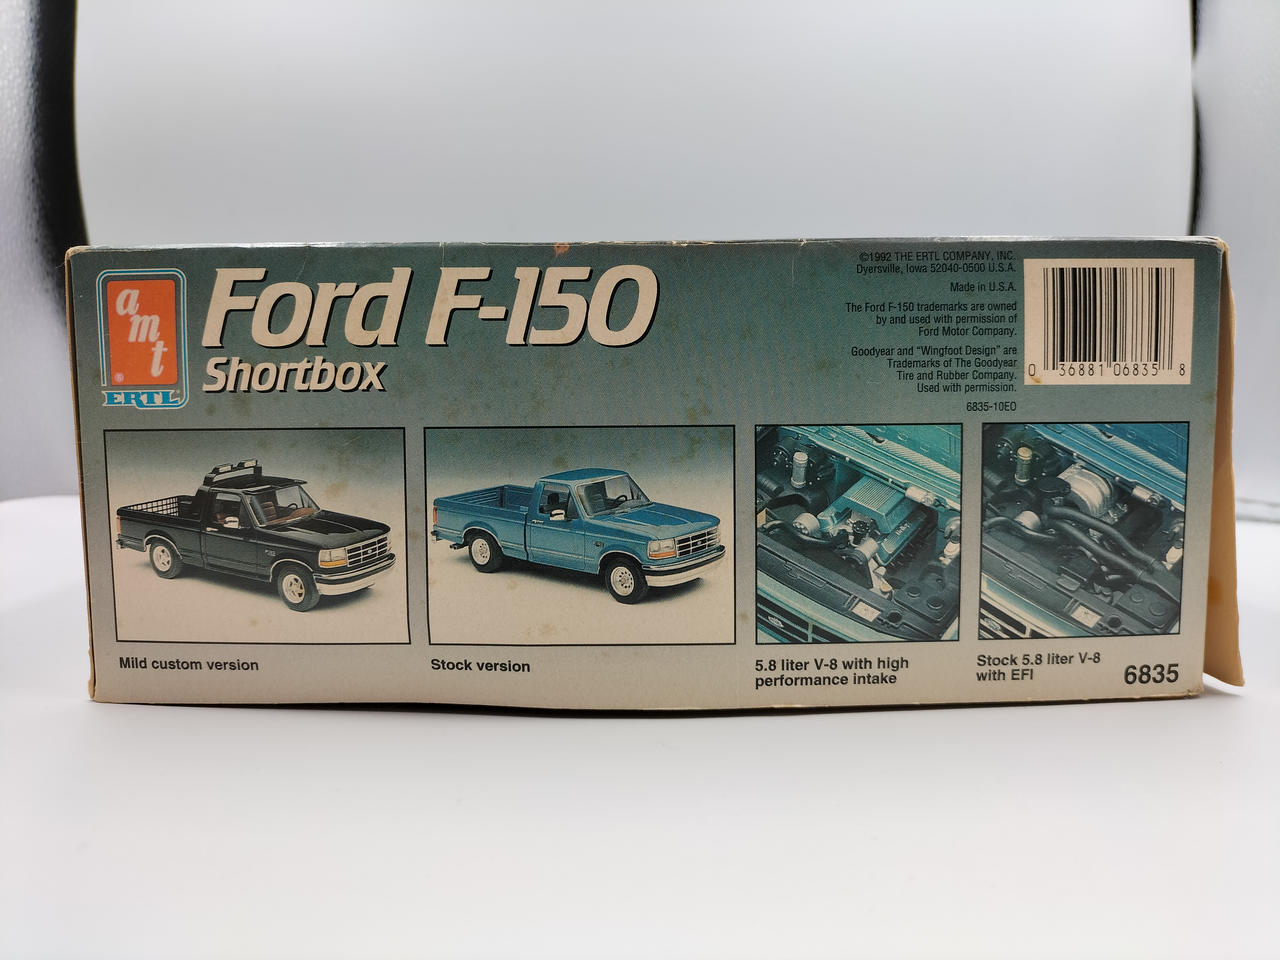 amt
®
ERTL
Ford F-150
Shortbox
©1992 THE ERTL COMPANY, INC.
Dyersville, Iowa 52040-0500 U.S.A.
Made in U.S.A.
The Ford F-150 trademarks are owned
by and used with permission of
Ford Motor Company.
Goodyear and "Wingfoot Design" are
Trademarks of The Goodyear
Tire and Rubber Company.
Used with permission.
6835-10EO
0 36881 06835 8
Mild custom version
Stock version
5.8 liter V-8 with high
performance intake
Stock 5.8 liter V-8
with EFI
6835